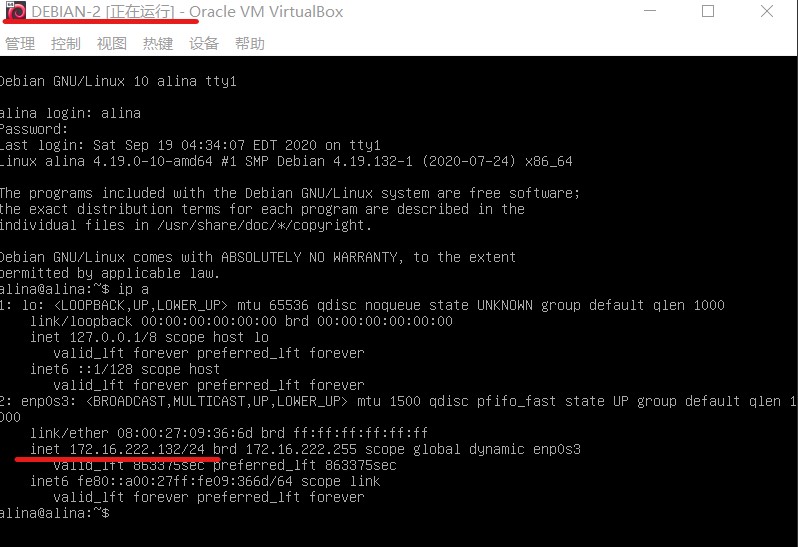 DEBIAN-2 [正在运行] - Oracle VM VirtualBox
管理 控制 视图 热键 设备 帮助
Debian GNU/Linux 10 alina tty1
alina login: alina
Password:
Last login: Sat Sep 19 04:34:07 EDT 2020 on tty1
Linux alina 4.19.0-10-amd64 #1 SMP Debian 4.19.132-1 (2020-07-24) x86_64
The programs included with the Debian GNU/Linux system are free software;
the exact distribution terms for each program are described in the
individual files in /usr/share/doc/*/copyright.
Debian GNU/Linux comes with ABSOLUTELY NO WARRANTY, to the extent
permitted by applicable law.
alina@alina:~$ ip a
1: lo: <LOOPBACK,UP,LOWER_UP> mtu 65536 qdisc noqueue state UNKNOWN group default qlen 1000
link/loopback 00:00:00:00:00:00 brd 00:00:00:00:00:00
inet 127.0.0.1/8 scope host lo
valid_lft forever preferred_lft forever
inet6 ::1/128 scope host
valid_lft forever preferred_lft forever
2: enp0s3: <BROADCAST,MULTICAST,UP,LOWER_UP> mtu 1500 qdisc pfifo_fast state UP group default qlen 1
000
link/ether 08:00:27:09:36:6d brd ff:ff:ff:ff:ff:ff
inet 172.16.222.132/24 brd 172.16.222.255 scope global dynamic enp0s3
valid_lft 863375sec preferred_lft 863375sec
inet6 fe80::a00:27ff:fe09:366d/64 scope link
valid_lft forever preferred_lft forever
alina@alina:~$